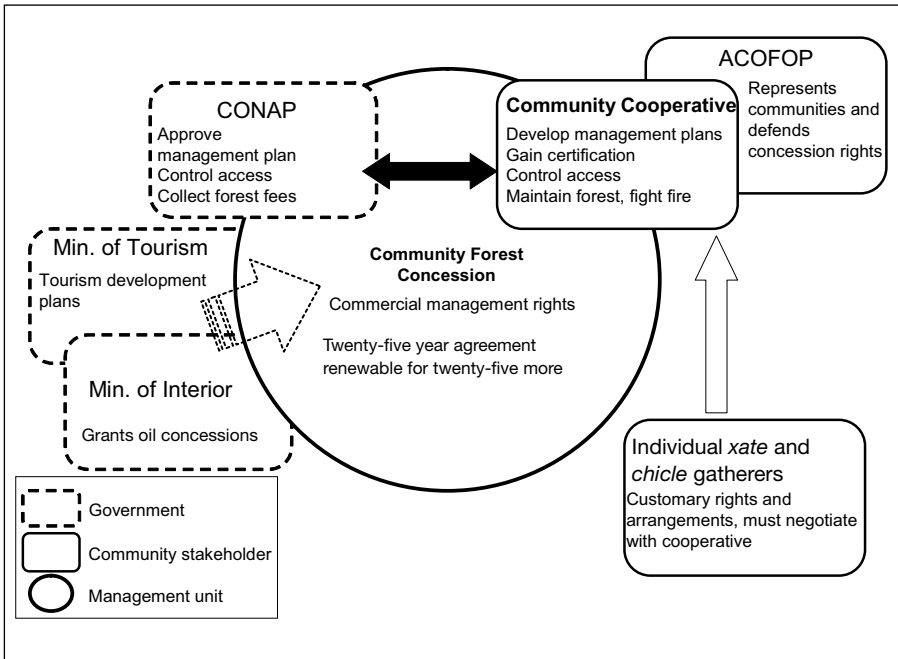 ACOFOP
Represents
communities and
defends
concession rights
CONAP
Approve
management plan
Control access
Collect forest fees
Community Cooperative
Develop management plans
Gain certification
Control access
Maintain forest, fight fire
Min. of Tourism
Tourism development
plans
Community Forest
Concession
Commercial management rights
Twenty-five year agreement
renewable for twenty-five more
Min. of Interior
Grants oil concessions
Individual xate and
chicle gatherers
Customary rights and
arrangements, must negotiate
with cooperative
Government
Community stakeholder
Management unit